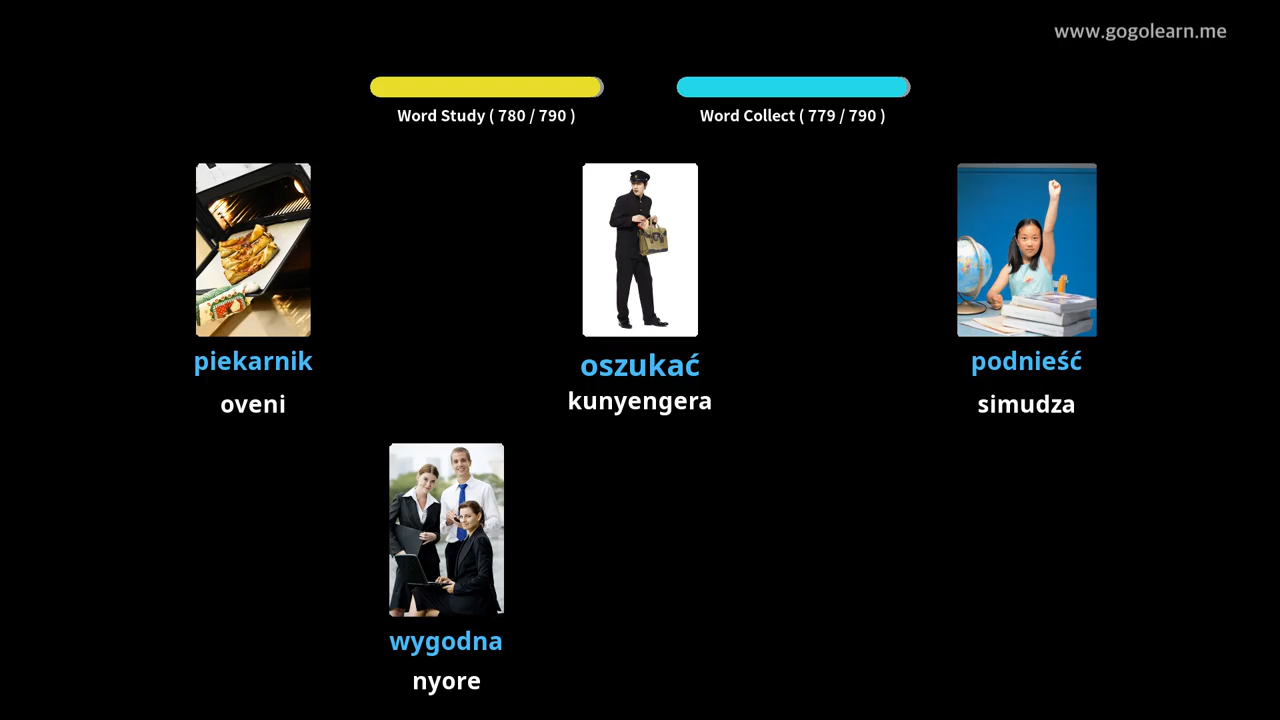 www.gogolearn.me
Word Study ( 780 / 790 )
Word Collect ( 779 / 790 )
piekarnik
oveni
oszukać
kunyengera
podnieść
simudza
wygodna
nyore